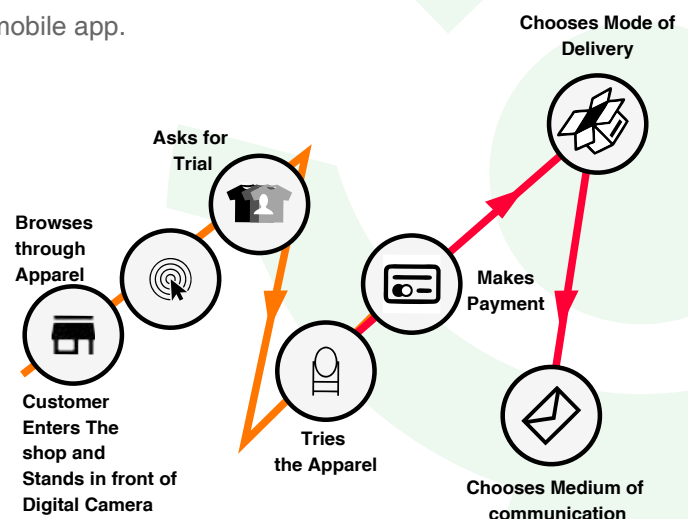 mobile app.
Chooses Mode of
Delivery
Asks for
Trial
Browses
through
Apparel
Makes
Payment
Customer
Enters The
shop and
Stands in front of
Digital Camera
Tries
the Apparel
Chooses Medium of
communication